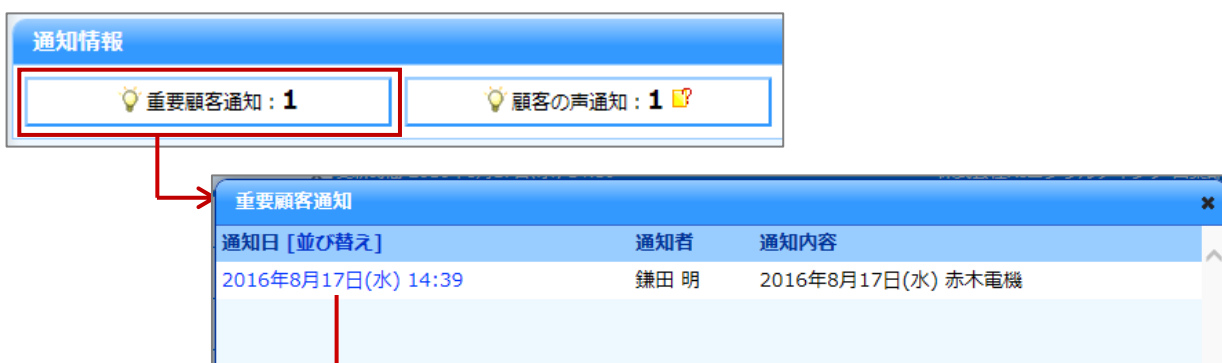 通知情報
重要顧客通知：1 顧客の声通知：1
重要顧客通知
通知日 [並び替え] 通知者 通知内容
2016年8月17日(水) 14:39 鎌田 明 2016年8月17日(水) 赤木電機